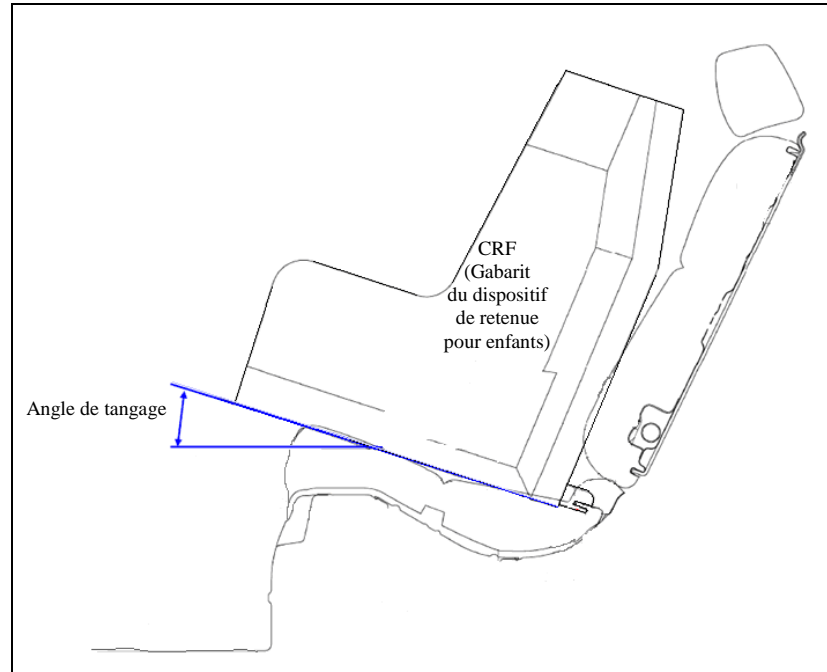 CRF
(Gabarit
du dispositif
de retenue
pour enfants)
Angle de tangage